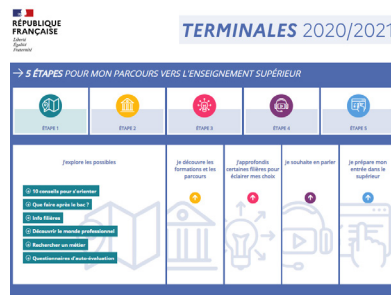 RÉPUBLIQUE
FRANÇAISE
Liberté
Égalité
Fraternité
TERMINALES 2020/2021
→ 5 ÉTAPES POUR MON PARCOURS VERS L'ENSEIGNEMENT SUPÉRIEUR
ÉTAPE 1
ÉTAPE 2
ÉTAPE 3
ÉTAPE 4
ÉTAPE 5
J'explore les possibles
10 conseils pour s'orienter
Que faire après le bac ?
Info filières
Découvrir le monde professionnel
Rechercher un métier
Questionnaires d'auto-évaluation
Je découvre les
formations et les
parcours
J'approfondis
certaines filières pour
éclairer mes choix
Je souhaite en parler
Je prépare mon
entrée dans le
supérieur